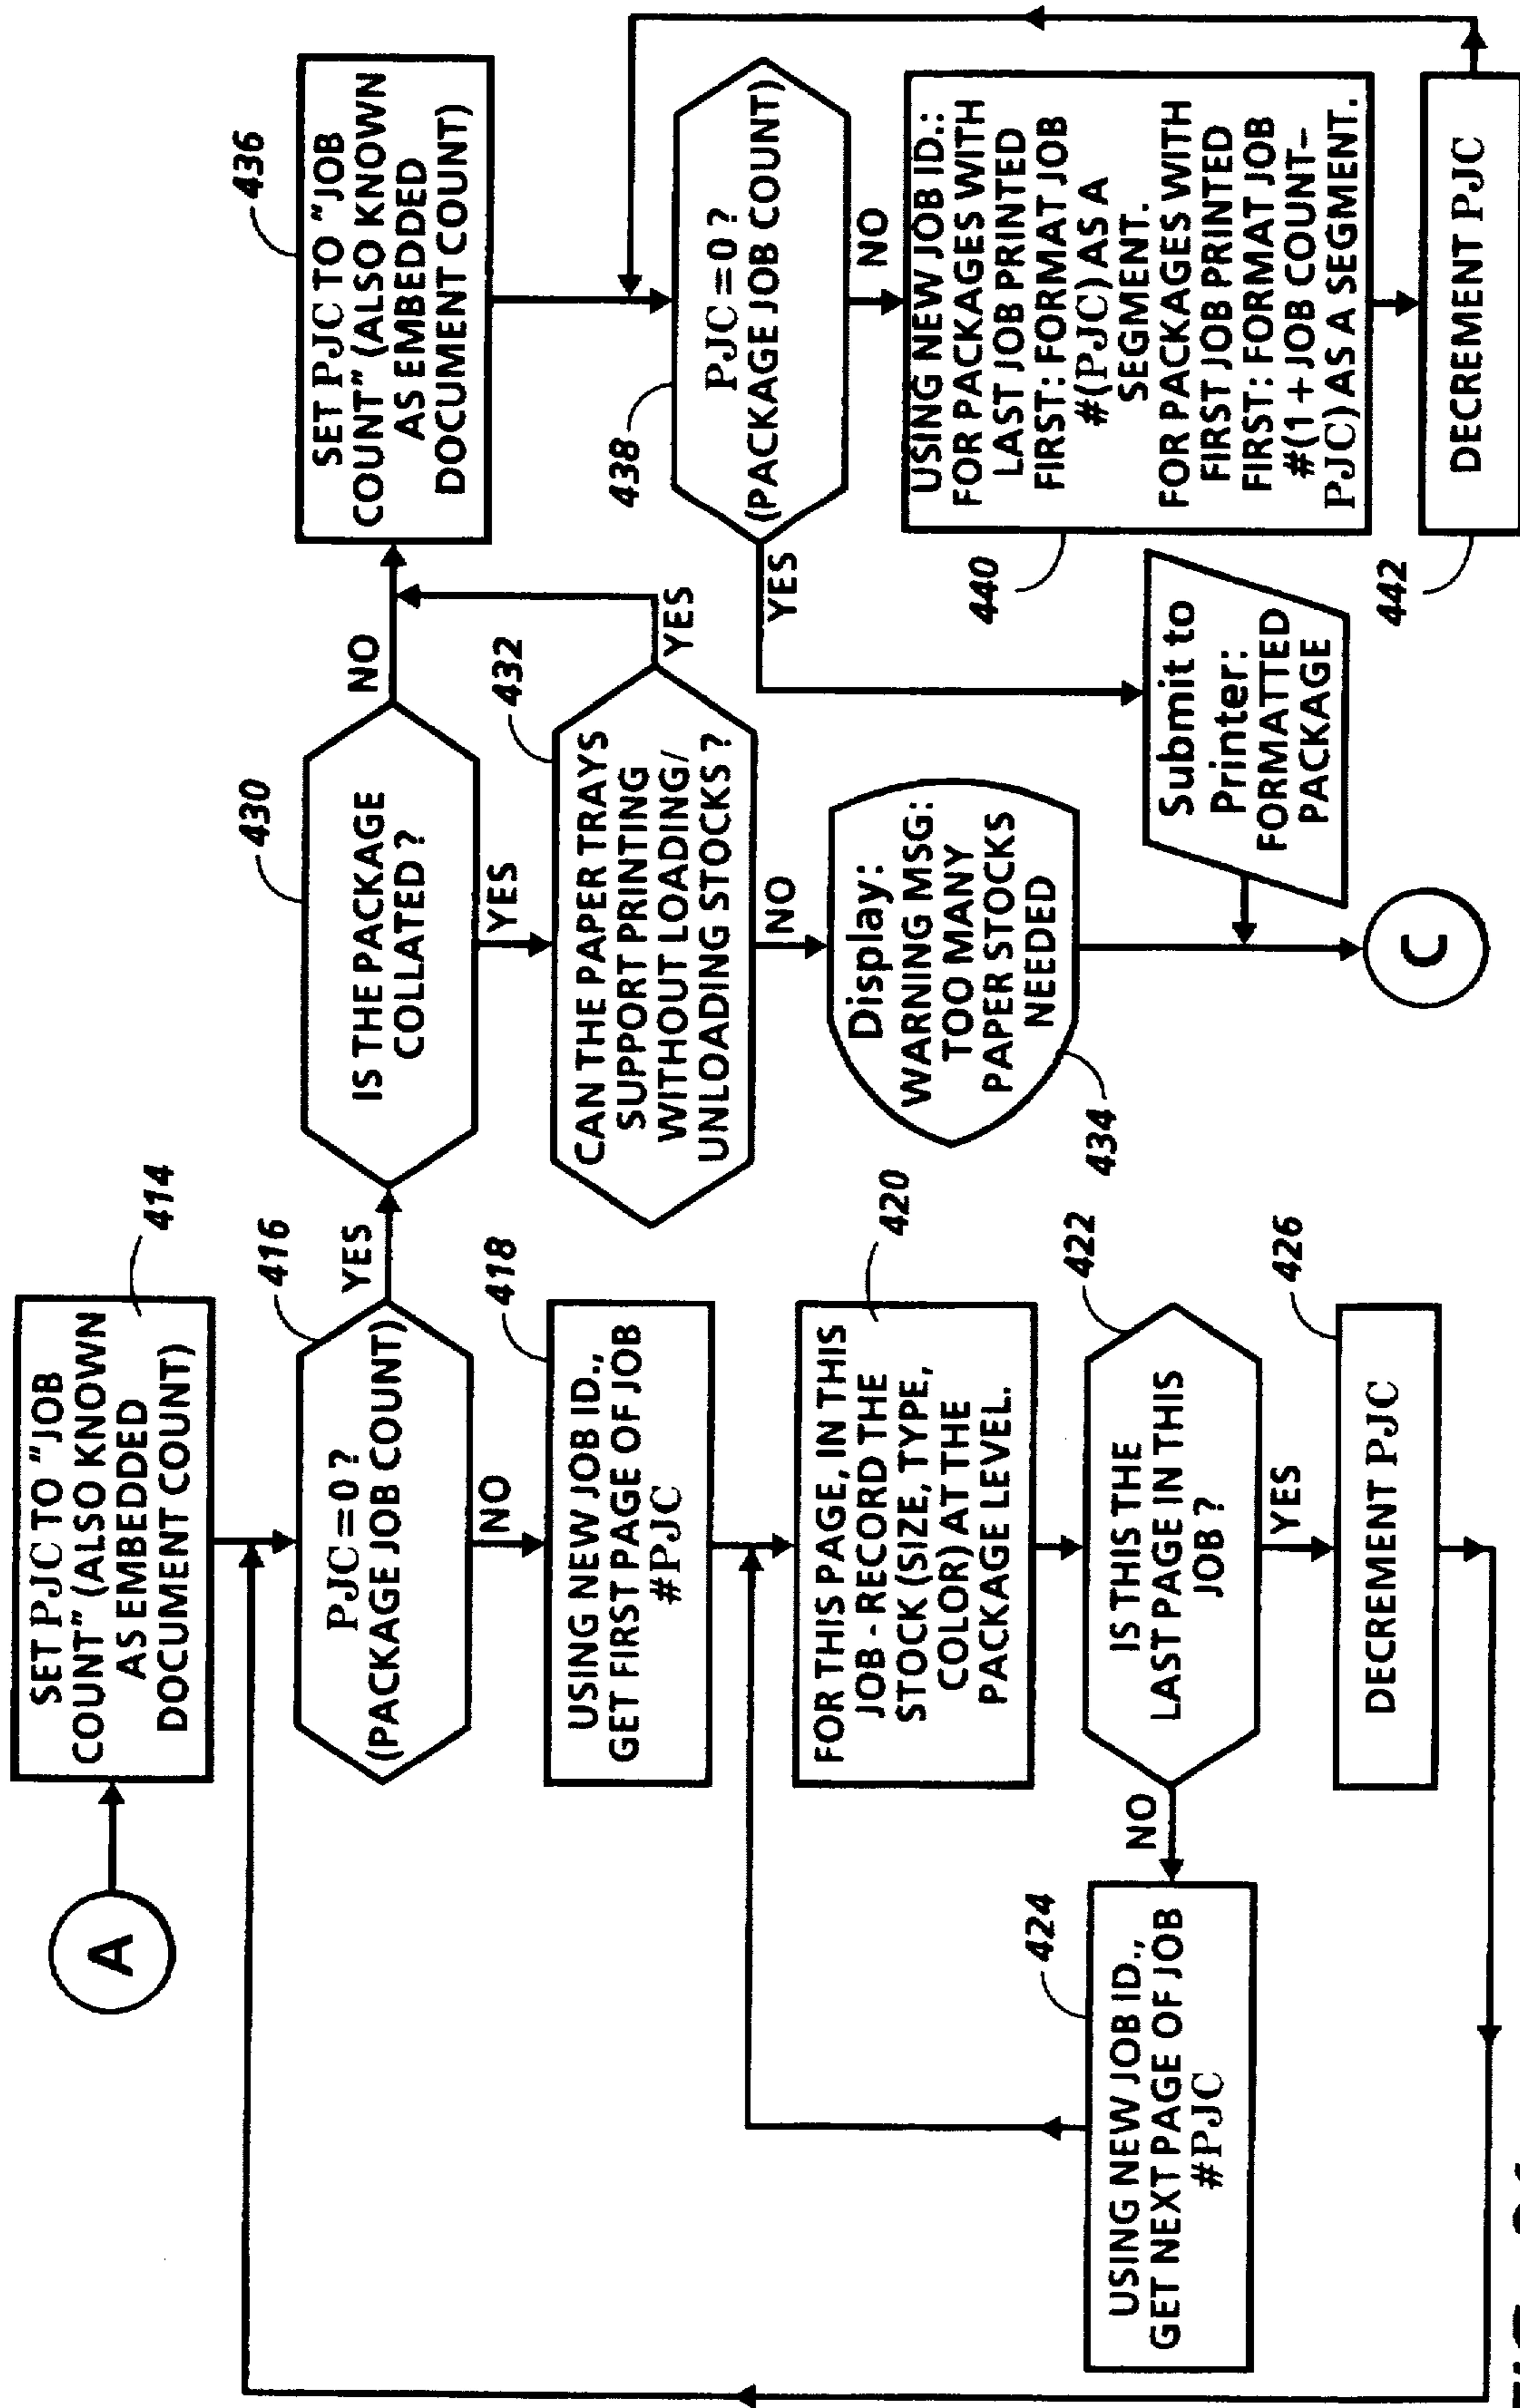 A
SET PJC TO "JOB
COUNT" (ALSO KNOWN
AS EMBEDDED
DOCUMENT COUNT)
414
PJC=0?
(PACKAGE JOB COUNT)
416
YES
NO
USING NEW JOB ID.,
GET FIRST PAGE OF JOB
#PJC
418
FOR THIS PAGE, IN THIS
JOB - RECORD THE
STOCK (SIZE, TYPE,
COLOR) AT THE
PACKAGE LEVEL.
420
IS THIS THE
LAST PAGE IN THIS
JOB?
422
NO
YES
USING NEW JOB ID.,
GET NEXT PAGE OF JOB
#PJC
424
DECREMENT PJC
426
IS THE PACKAGE
COLLATED?
430
NO
YES
CAN THE PAPER TRAYS
SUPPORT PRINTING
WITHOUT LOADING/
UNLOADING STOCKS?
432
YES
NO
Display:
WARNING MSG:
TOO MANY
PAPER STOCKS
NEEDED
434
SET PJC TO "JOB
COUNT" (ALSO KNOWN
AS EMBEDDED
DOCUMENT COUNT)
436
PJC=0?
(PACKAGE JOB COUNT)
438
YES
NO
USING NEW JOB ID.:
FOR PACKAGES WITH
LAST JOB PRINTED
FIRST: FORMAT JOB
#(PJC) AS A
SEGMENT.
FOR PACKAGES WITH
FIRST JOB PRINTED
FIRST: FORMAT JOB
#(1 + JOB COUNT–
PJC) AS A SEGMENT.
440
DECREMENT PJC
442
Submit to
Printer:
FORMATTED
PACKAGE
C